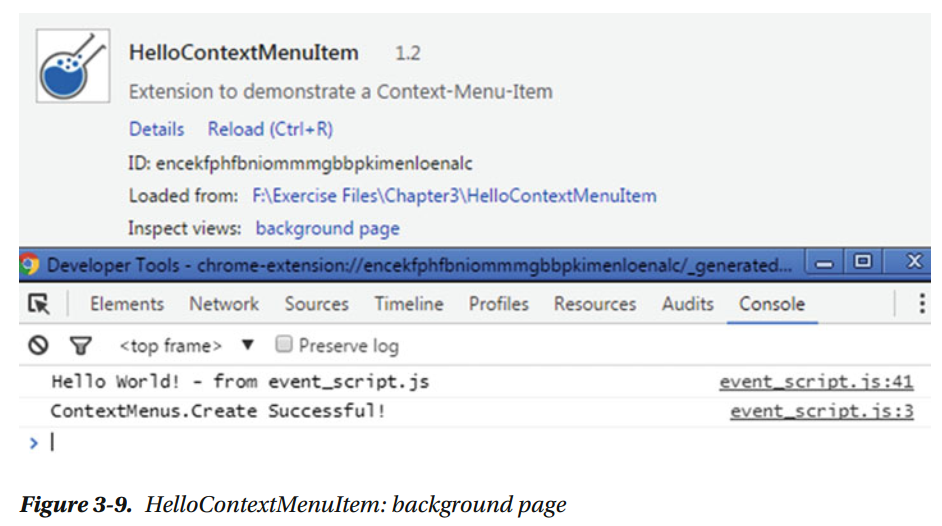 HelloContextMenuItem 1.2
Extension to demonstrate a Context-Menu-Item
Details Reload (Ctrl+R)
ID: encekfphfbniommmgbbpkimenloenalc
Loaded from: F:\Exercise Files\Chapter3\HelloContextMenuItem
Inspect views: background page
Developer Tools - chrome-extension://encekfphfbniommmgbbpkimenloenalc/_generated...
Elements Network Sources Timeline Profiles Resources Audits Console
<top frame> ▼ Preserve log
Hello World! - from event_script.js event_script.js:41
ContextMenus.Create Successful! event_script.js:3
> |
Figure 3-9. HelloContextMenuItem: background page